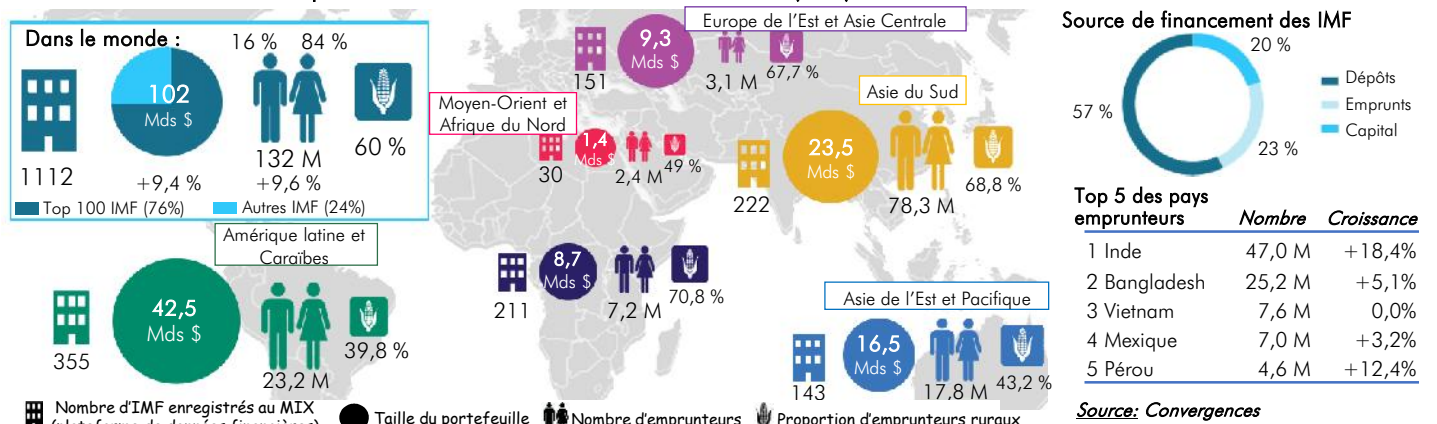 Dans le monde :
16 % 84 %
102
Mds $
132 M
60 %
1112
+9,4 %
+9,6 %
Top 100 IMF (76%)
Autres IMF (24%)
Europe de l'Est et Asie Centrale
9,3
Mds $
151
3,1 M
67,7 %
Moyen-Orient et
Afrique du Nord
1,4
Mds $
30
2,4 M
49 %
Asie du Sud
23,5
Mds $
222
78,3 M
68,8 %
Amérique latine et
Caraïbes
42,5
Mds $
355
23,2 M
39,8 %
8,7
Mds $
211
7,2 M
70,8 %
Asie de l'Est et Pacifique
16,5
Mds $
143
17,8 M
43,2 %
Nombre d'IMF enregistrés au MIX
(plateforme de données financières)
Taille du portefeuille
Nombre d'emprunteurs
Proportion d'emprunteurs ruraux
Source de financement des IMF
20 %
57 %
23 %
Dépôts
Emprunts
Capital
Top 5 des pays
emprunteurs Nombre Croissance
1 Inde 47,0 M +18,4%
2 Bangladesh 25,2 M +5,1%
3 Vietnam 7,6 M 0,0%
4 Mexique 7,0 M +3,2%
5 Pérou 4,6 M +12,4%
Source: Convergences